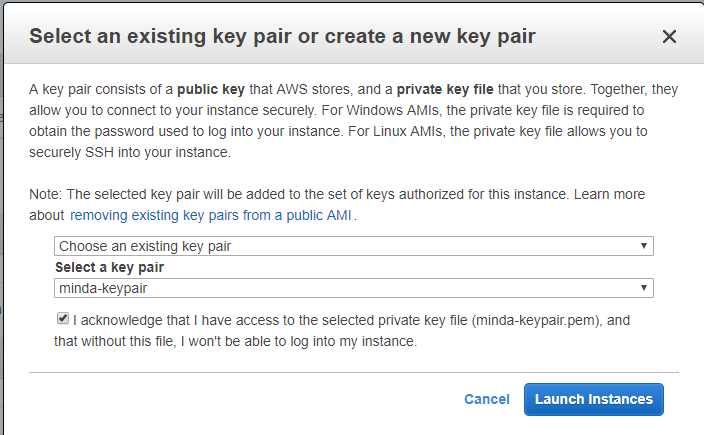 Select an existing key pair or create a new key pair
A key pair consists of a public key that AWS stores, and a private key file that you store. Together, they
allow you to connect to your instance securely. For Windows AMIs, the private key file is required to
obtain the password used to log into your instance. For Linux AMIs, the private key file allows you to
securely SSH into your instance.
Note: The selected key pair will be added to the set of keys authorized for this instance. Learn more
about removing existing key pairs from a public AMI.
Choose an existing key pair
Select a key pair
minda-keypair
I acknowledge that I have access to the selected private key file (minda-keypair.pem), and
that without this file, I won't be able to log into my instance.
Cancel Launch Instances